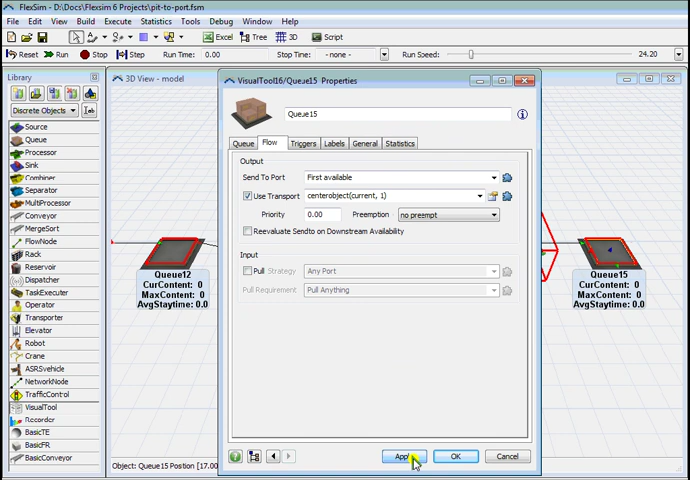 FlexSim - D:\Docs\Flexsim 6 Projects\pit-to-port.fsm
File Edit View Build Execute Statistics Tools Debug Window Help
Excel Tree 3D Script
Reset Run Stop Step Run Time: 0.00 Stop Time: - none - Run Speed: 24.20
Library
3D View - model
Discrete Objects
Source
Queue
Processor
Sink
Combiner
Separator
MultiProcessor
Conveyor
MergeSort
FlowNode
Rack
Reservoir
Dispatcher
TaskExecuter
Operator
Transporter
Elevator
Robot
Crane
ASRSvehicle
NetworkNode
TrafficControl
VisualTool
Recorder
BasicTE
BasicFR
BasicConveyor
Queue12
CurContent: 0
MaxContent: 0
AvgStaytime: 0.0
VisualTool16/Queue15 Properties
Queue15
Queue Flow Triggers Labels General Statistics
Output
Send To Port First available
Use Transport centerobject(current, 1)
Priority 0.00 Preemption no preempt
Reevaluate Sendto on Downstream Availability
Input
Pull Strategy Any Port
Pull Requirement Pull Anything
Apply OK Cancel
Queue15
CurContent: 0
MaxContent: 0
AvgStaytime: 0.0
Object: Queue15 Postion [17.00